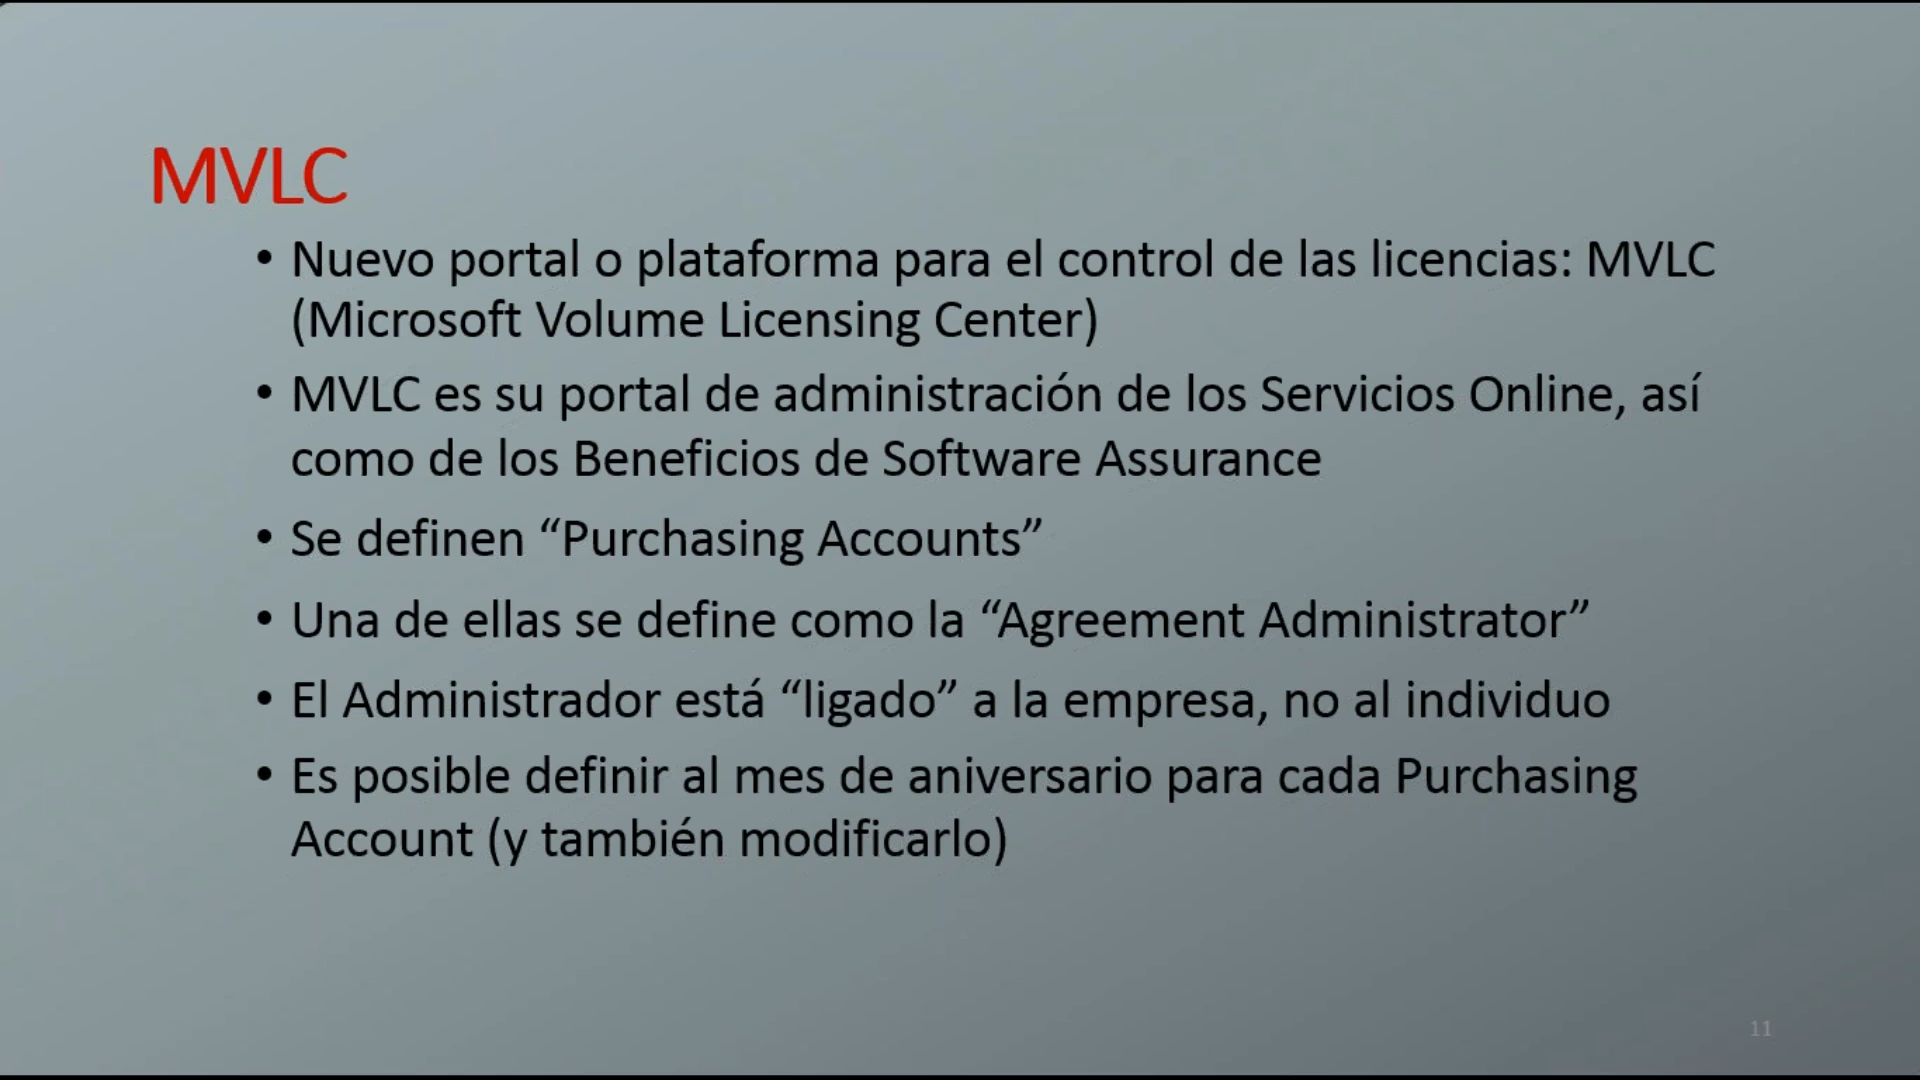 MVLC
• Nuevo portal o plataforma para el control de las licencias: MVLC
(Microsoft Volume Licensing Center)
• MVLC es su portal de administración de los Servicios Online, así
como de los Beneficios de Software Assurance
• Se definen “Purchasing Accounts”
• Una de ellas se define como la “Agreement Administrator”
• El Administrador está “ligado” a la empresa, no al individuo
• Es posible definir al mes de aniversario para cada Purchasing
Account (y también modificarlo)
11